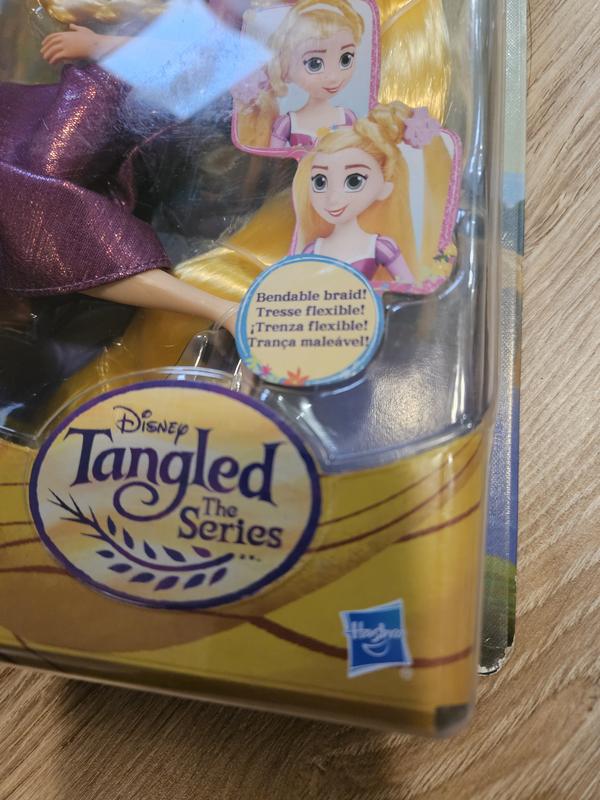 Bendable braid!
Tresse flexible!
¡Trenza flexible!
Trança maleável!
Disney
Tangled
The
Series
Hasbro